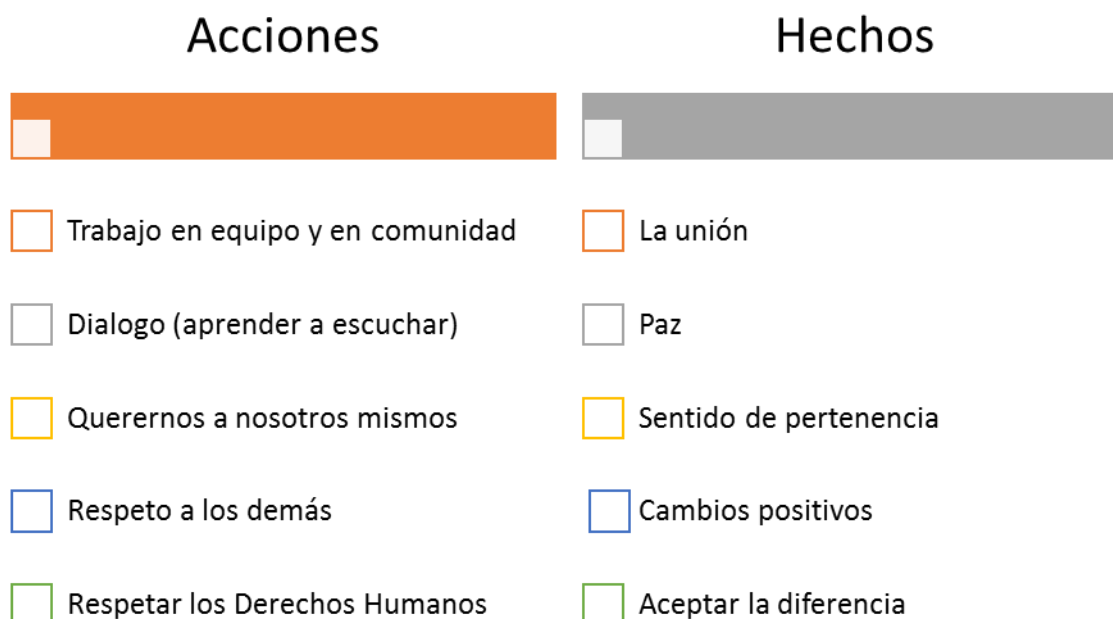 Acciones
Hechos
Trabajo en equipo y en comunidad
La unión
Dialogo (aprender a escuchar)
Paz
Querernos a nosotros mismos
Sentido de pertenencia
Respeto a los demás
Cambios positivos
Respetar los Derechos Humanos
Aceptar la diferencia